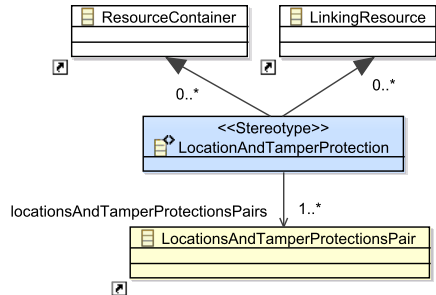 ResourceContainer
LinkingResource
0..*
0..*
<<Stereotype>>
LocationAndTamperProtection
locationsAndTamperProtectionsPairs
1..*
LocationsAndTamperProtectionsPair